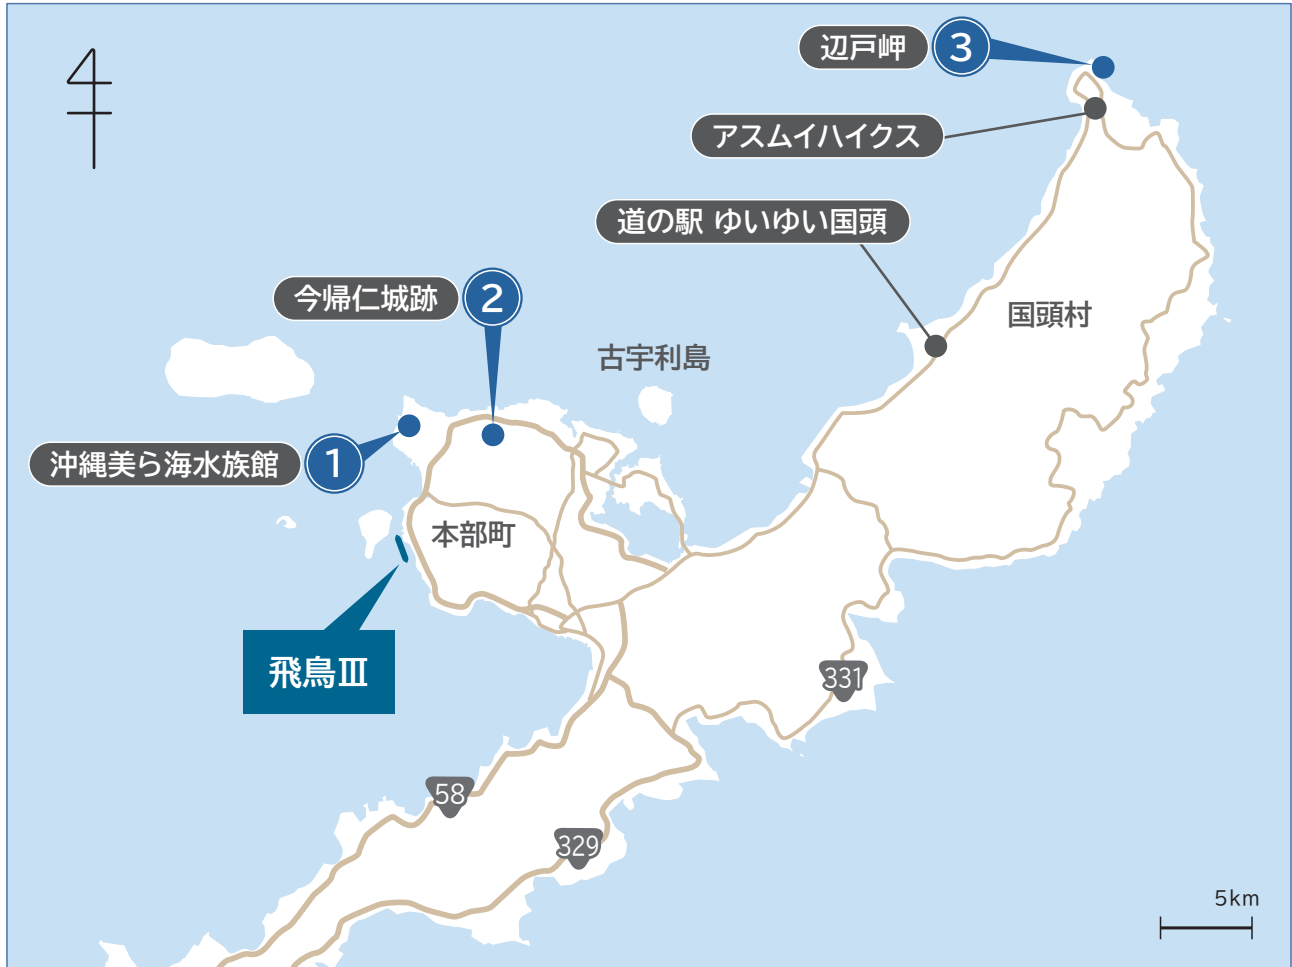 辺戸岬 3
アスムイハイクス
道の駅 ゆいゆい国頭
今帰仁城跡 2
国頭村
古宇利島
沖縄美ら海水族館 1
本部町
飛鳥Ⅲ
331
58
329
5km